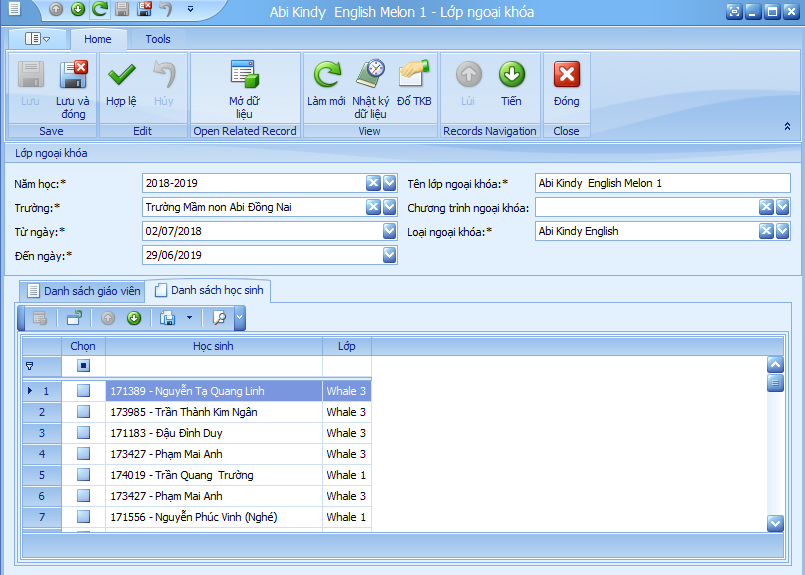 Abi Kindy  English Melon 1 - Lớp ngoại khóa
Home
Tools
Lưu
Lưu và đóng
Hợp lệ
Hủy
Mở dữ liệu
Làm mới
Nhật ký dữ liệu
Đổ TKB
Lùi
Tiến
Đóng
Save
Edit
Open Related Record
View
Records Navigation
Close
Lớp ngoại khóa
Năm học:* 2018-2019
Tên lớp ngoại khóa:* Abi Kindy  English Melon 1
Trường:* Trường Mầm non Abi Đồng Nai
Chương trình ngoại khóa:
Từ ngày:* 02/07/2018
Loại ngoại khóa:* Abi Kindy English
Đến ngày:* 29/06/2019
Danh sách giáo viên
Danh sách học sinh
Chọn Học sinh Lớp
1 171389 - Nguyễn Tạ Quang Linh Whale 3
2 173985 - Trần Thành Kim Ngân Whale 3
3 171183 - Đậu Đình Duy Whale 3
4 173427 - Phạm Mai Anh Whale 3
5 174019 - Trần Quang  Trường Whale 1
6 173427 - Phạm Mai Anh Whale 3
7 171556 - Nguyễn Phúc Vinh (Nghé) Whale 1